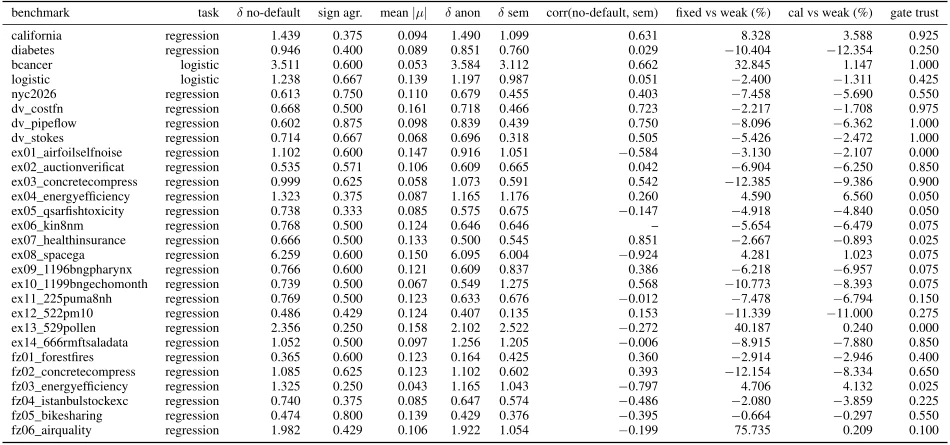 benchmark task δ no-default sign agr. mean |μ| δ anon δ sem corr(no-default, sem) fixed vs weak (%) cal vs weak (%) gate trust
california regression 1.439 0.375 0.094 1.490 1.099 0.631 8.328 3.588 0.925
diabetes regression 0.946 0.400 0.089 0.851 0.760 0.029 −10.404 −12.354 0.250
bcancer logistic 3.511 0.600 0.053 3.584 3.112 0.662 32.845 1.147 1.000
logistic logistic 1.238 0.667 0.139 1.197 0.987 0.051 −2.400 −1.311 0.425
nyc2026 regression 0.613 0.750 0.110 0.679 0.455 0.403 −7.458 −5.690 0.550
dv_costfn regression 0.668 0.500 0.161 0.718 0.466 0.723 −2.217 −1.708 0.975
dv_pipeflow regression 0.602 0.875 0.098 0.839 0.439 0.750 −8.096 −6.362 1.000
dv_stokes regression 0.714 0.667 0.068 0.696 0.318 0.505 −5.426 −2.472 1.000
ex01_airfoilselfnoise regression 1.102 0.600 0.147 0.916 1.051 −0.584 −3.130 −2.107 0.000
ex02_auctionverificat regression 0.535 0.571 0.106 0.609 0.665 0.042 −6.904 −6.250 0.850
ex03_concretecompress regression 0.999 0.625 0.058 1.073 0.591 0.542 −12.385 −9.386 0.900
ex04_energyefficiency regression 1.323 0.375 0.087 1.165 1.176 0.260 4.590 6.560 0.050
ex05_qsarfishtoxicity regression 0.738 0.333 0.085 0.575 0.675 −0.147 −4.918 −4.840 0.050
ex06_kin8nm regression 0.768 0.500 0.124 0.646 0.646 – −5.654 −6.479 0.075
ex07_healthinsurance regression 0.666 0.500 0.133 0.500 0.545 0.851 −2.667 −0.893 0.025
ex08_spacega regression 6.259 0.600 0.150 6.095 6.004 −0.924 4.281 1.023 0.075
ex09_1196bngpharynx regression 0.766 0.600 0.121 0.609 0.837 0.386 −6.218 −6.957 0.075
ex10_1199bngechomonth regression 0.739 0.500 0.067 0.549 1.275 0.568 −10.773 −8.393 0.075
ex11_225puma8nh regression 0.769 0.500 0.123 0.633 0.676 −0.012 −7.478 −6.794 0.150
ex12_522pm10 regression 0.486 0.429 0.124 0.407 0.135 0.153 −11.339 −11.000 0.275
ex13_529pollen regression 2.356 0.250 0.158 2.102 2.522 −0.272 40.187 0.240 0.000
ex14_666rmftsaladata regression 1.052 0.500 0.097 1.256 1.205 −0.006 −8.915 −7.880 0.850
fz01_forestfires regression 0.365 0.600 0.123 0.164 0.425 0.360 −2.914 −2.946 0.400
fz02_concretecompress regression 1.085 0.625 0.123 1.102 0.602 0.393 −12.154 −8.334 0.650
fz03_energyefficiency regression 1.325 0.250 0.043 1.165 1.043 −0.797 4.706 4.132 0.025
fz04_istanbulstockexc regression 0.740 0.375 0.085 0.647 0.574 −0.486 −2.080 −3.859 0.225
fz05_bikesharing regression 0.474 0.800 0.139 0.429 0.376 −0.395 −0.664 −0.297 0.550
fz06_airquality regression 1.982 0.429 0.106 1.922 1.054 −0.199 75.735 0.209 0.100